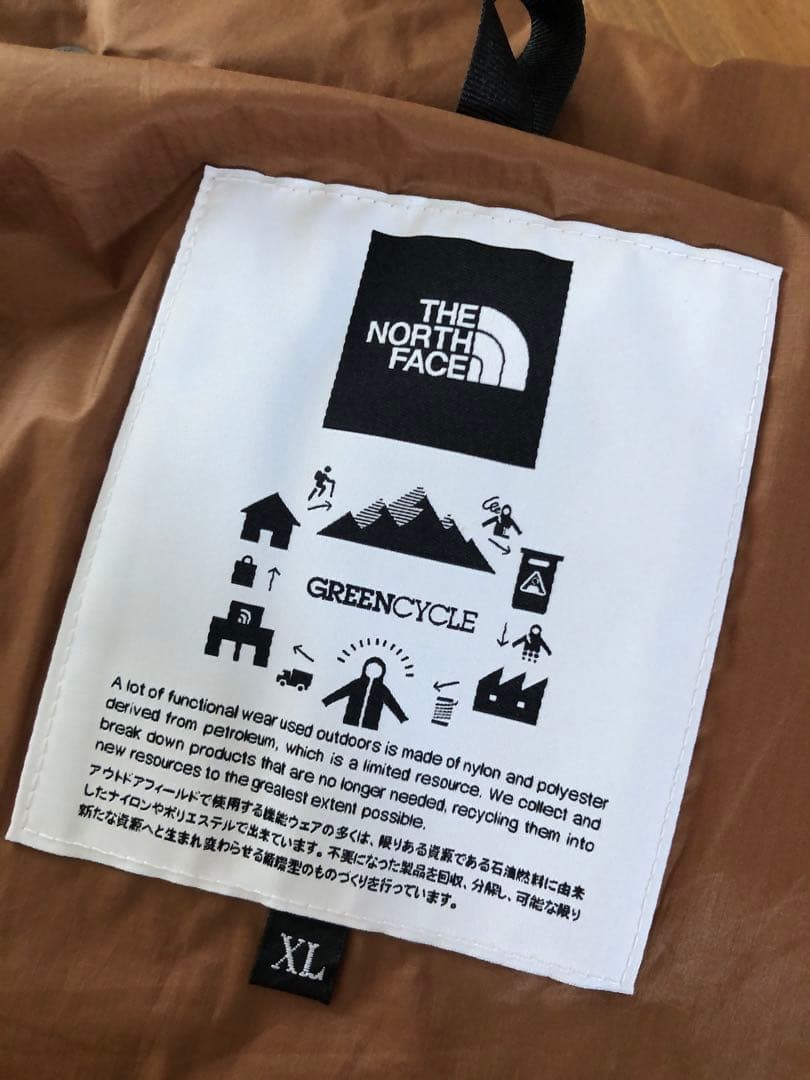 THE
NORTH
FACE
GREENCYCLE
A lot of functional wear used outdoors is made of nylon and polyester
derived from petroleum, which is a limited resource. We collect and
break down products that are no longer needed, recycling them into
new resources to the greatest extent possible.
アウトドアフィールドで使用する機能ウェアの多くは、限りある資源である石油燃料に由来
したナイロンやポリエステルで出来ています。不要になった製品を回収、分解し、可能な限り
新たな資源へと生まれ変わらせる循環型のものづくりを行っています。
XL